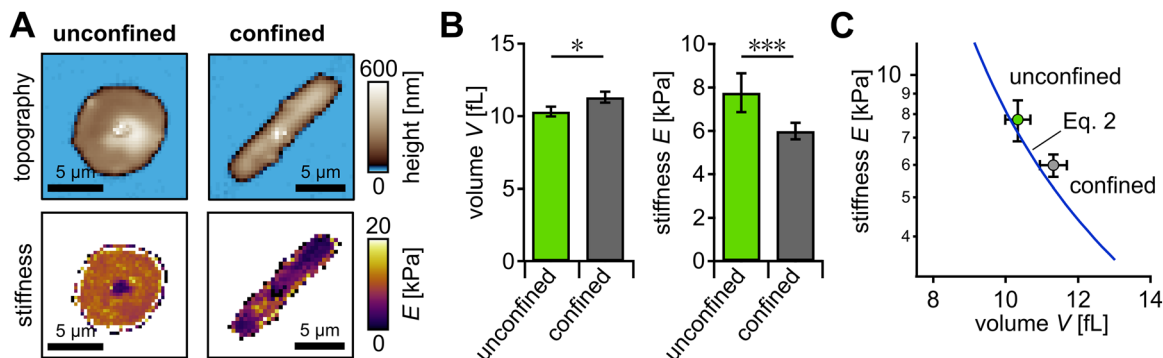 A
unconfined
confined
topography
5 µm
5 µm
600
0
height [nm]
stiffness
5 µm
5 µm
20
0
E [kPa]
B
volume V [fL]
15
10
5
0
*
unconfined
confined
stiffness E [kPa]
10
8
6
4
2
0
***
unconfined
confined
C
stiffness E [kPa]
10
9
8
7
6
5
4
unconfined
Eq. 2
confined
8
10
12
14
volume V [fL]